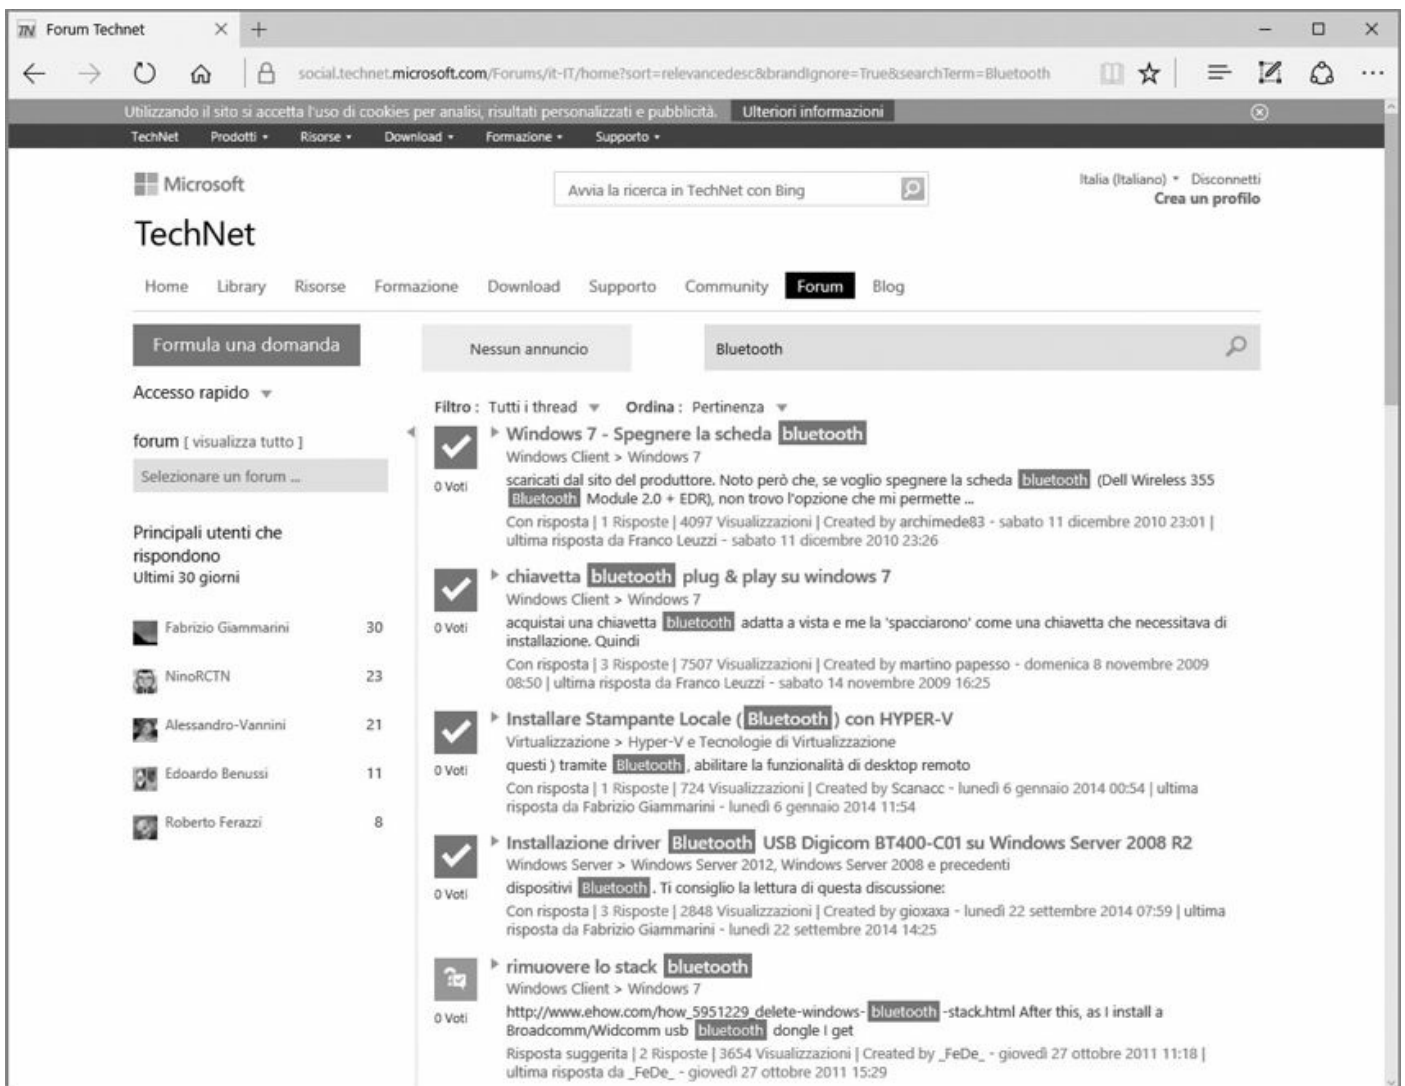 TN Forum Technet
social.technet.microsoft.com/Forums/it-IT/home?sort=relevancedesc&brandIgnore=True&searchTerm=Bluetooth
Utilizzando il sito si accetta l'uso di cookies per analisi, risultati personalizzati e pubblicità. Ulteriori informazioni
TechNet Prodotti Risorse Download Formazione Supporto
Microsoft
Avvia la ricerca in TechNet con Bing
Italia (Italiano) Disconnetti
Crea un profilo
TechNet
Home Library Risorse Formazione Download Supporto Community Forum Blog
Formula una domanda
Nessun annuncio
Bluetooth
Accesso rapido
forum [ visualizza tutto ]
Selezionare un forum ...
Principali utenti che
rispondono
Ultimi 30 giorni
Fabrizio Giammarini 30
NinoRCTN 23
Alessandro-Vannini 21
Edoardo Benussi 11
Roberto Ferazzi 8
Filtro : Tutti i thread Ordina : Pertinenza
Windows 7 - Spegnere la scheda bluetooth
Windows Client > Windows 7
0 Voti
scaricati dal sito del produttore. Noto però che, se voglio spegnere la scheda bluetooth (Dell Wireless 355
Bluetooth Module 2.0 + EDR), non trovo l'opzione che mi permette ...
Con risposta | 1 Risposte | 4097 Visualizzazioni | Created by archimede83 - sabato 11 dicembre 2010 23:01 |
ultima risposta da Franco Leuzzi - sabato 11 dicembre 2010 23:26
chiavetta bluetooth plug & play su windows 7
Windows Client > Windows 7
0 Voti
acquistai una chiavetta bluetooth adatta a vista e me la 'spacciarono' come una chiavetta che necessitava di
installazione. Quindi
Con risposta | 3 Risposte | 7507 Visualizzazioni | Created by martino papesso - domenica 8 novembre 2009
08:50 | ultima risposta da Franco Leuzzi - sabato 14 novembre 2009 16:25
Installare Stampante Locale ( Bluetooth ) con HYPER-V
Virtualizzazione > Hyper-V e Tecnologie di Virtualizzazione
0 Voti
questi ) tramite Bluetooth , abilitare la funzionalità di desktop remoto
Con risposta | 1 Risposte | 724 Visualizzazioni | Created by Scanacc - lunedì 6 gennaio 2014 00:54 | ultima
risposta da Fabrizio Giammarini - lunedì 6 gennaio 2014 11:54
Installazione driver Bluetooth USB Digicom BT400-C01 su Windows Server 2008 R2
Windows Server > Windows Server 2012, Windows Server 2008 e precedenti
0 Voti
dispositivi Bluetooth . Ti consiglio la lettura di questa discussione:
Con risposta | 3 Risposte | 2848 Visualizzazioni | Created by gioxaxa - lunedì 22 settembre 2014 07:59 | ultima
risposta da Fabrizio Giammarini - lunedì 22 settembre 2014 14:25
rimuovere lo stack bluetooth
Windows Client > Windows 7
0 Voti
http://www.ehow.com/how_5951229_delete-windows- bluetooth -stack.html After this, as I install a
Broadcomm/Widcomm usb bluetooth dongle I get
Risposta suggerita | 2 Risposte | 3654 Visualizzazioni | Created by _FeDe_ - giovedì 27 ottobre 2011 11:18 |
ultima risposta da _FeDe_ - giovedì 27 ottobre 2011 15:29